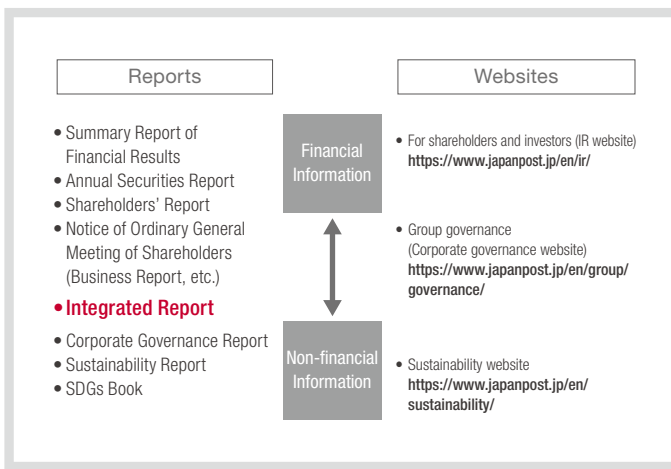 Reports
• Summary Report of
Financial Results
• Annual Securities Report
• Shareholders' Report
• Notice of Ordinary General
Meeting of Shareholders
(Business Report, etc.)
• Integrated Report
• Corporate Governance Report
• Sustainability Report
• SDGs Book
Financial
Information
Non-financial
Information
Websites
• For shareholders and investors (IR website)
https://www.japanpost.jp/en/ir/
• Group governance
(Corporate governance website)
https://www.japanpost.jp/en/group/
governance/
• Sustainability website
https://www.japanpost.jp/en/
sustainability/